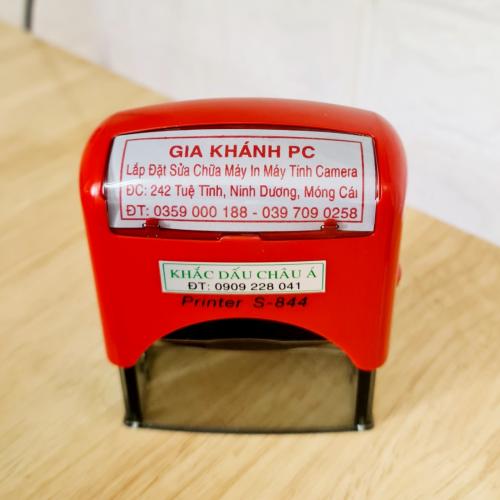 GIA KHÁNH PC
Lắp Đặt Sửa Chữa Máy In Máy Tính Camera
ĐC: 242 Tuệ Tĩnh, Ninh Dương, Móng Cái
ĐT: 0359 000 188 - 039 709 0258
KHẮC DẤU CHÂU Á
ĐT: 0909 228 041
Printer S-844